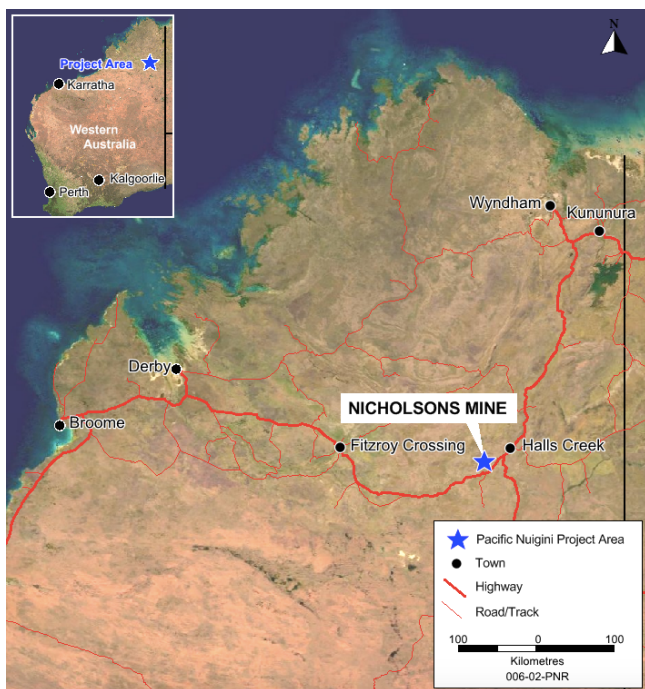 N
Project Area
Karratha
Western
Australia
Kalgoorlie
Perth
Wyndham
Kununura
Derby
NICHOLSONS MINE
Broome
Fitzroy Crossing
Halls Creek
Pacific Nuigini Project Area
Town
Highway
Road/Track
100 0 100
Kilometres
006-02-PNR